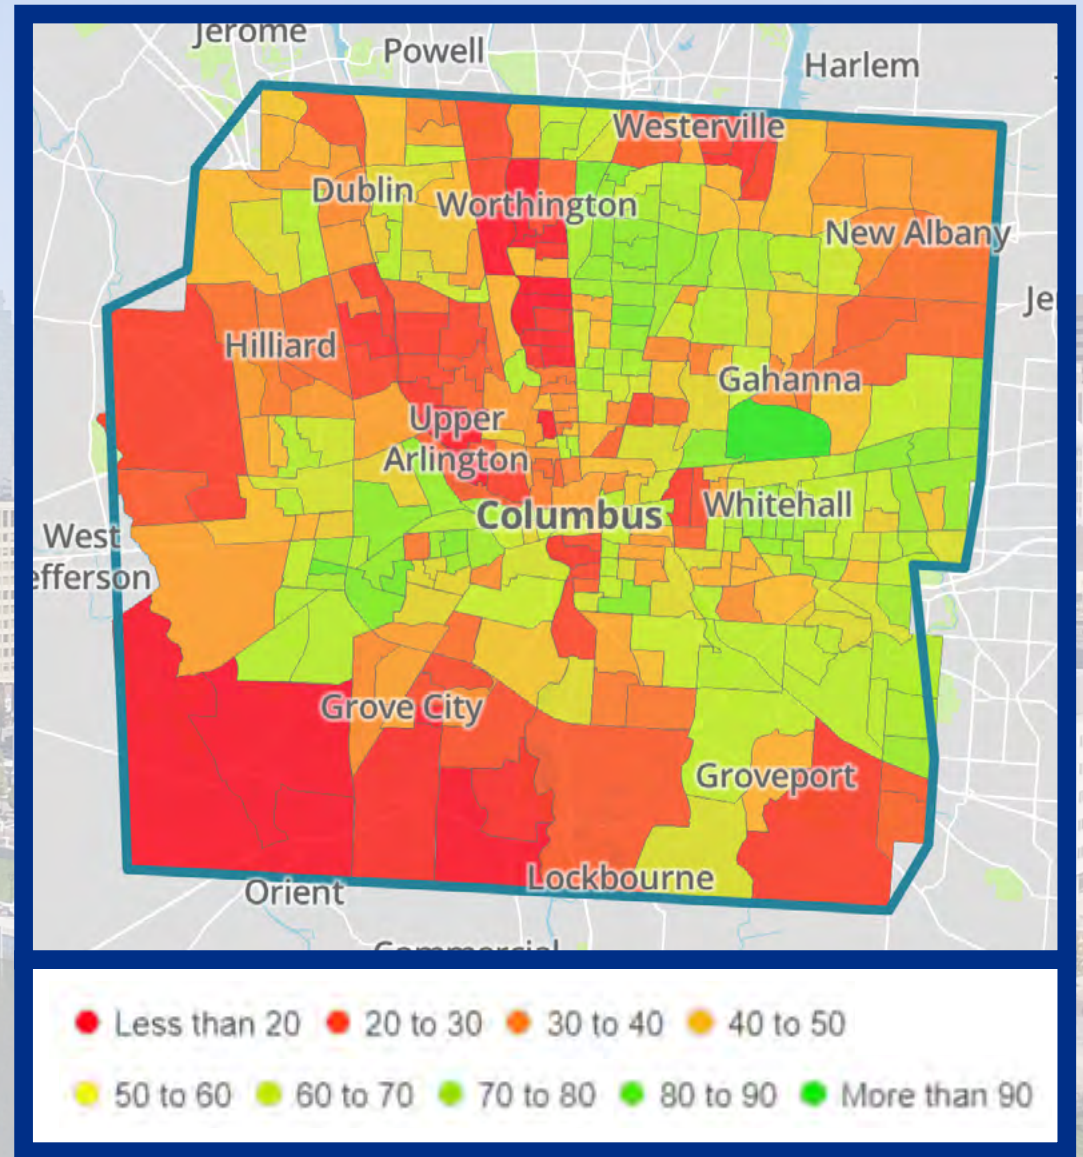 Jerome
Powell
Harlem
Westerville
Dublin
Worthington
New Albany
Je
Hilliard
Gahanna
Upper
Arlington
Columbus
Whitehall
West
efferson
Grove City
Groveport
Lockbourne
Orient
Commercial
Less than 20 20 to 30 30 to 40 40 to 50
50 to 60 60 to 70 70 to 80 80 to 90 More than 90